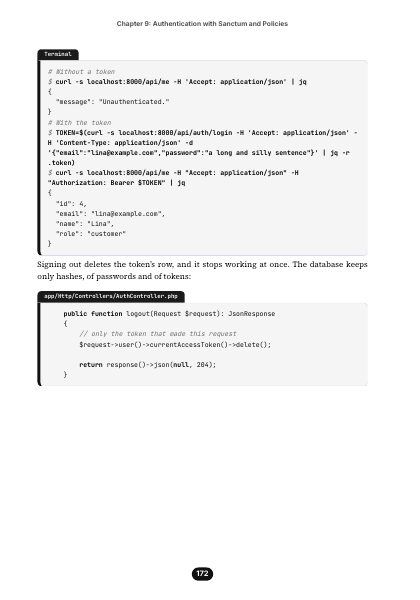 Chapter 9: Authentication with Sanctum and Policies
Terminal
# Without a token
$ curl -s localhost:8000/api/me -H 'Accept: application/json' | jq
{
  "message": "Unauthenticated."
}
# With the token
$ TOKEN=$(curl -s localhost:8000/api/auth/login -H 'Accept: application/json' -
H 'Content-Type: application/json' -d
'{"email":"lina@example.com","password":"a long and silly sentence"}' | jq -r
.token)
$ curl -s localhost:8000/api/me -H "Accept: application/json" -H
"Authorization: Bearer $TOKEN" | jq
{
  "id": 4,
  "email": "lina@example.com",
  "name": "Lina",
  "role": "customer"
}
Signing out deletes the token's row, and it stops working at once. The database keeps
only hashes, of passwords and of tokens:
app/Http/Controllers/AuthController.php
    public function logout(Request $request): JsonResponse
    {
        // only the token that made this request
        $request->user()->currentAccessToken()->delete();
        return response()->json(null, 204);
    }
172